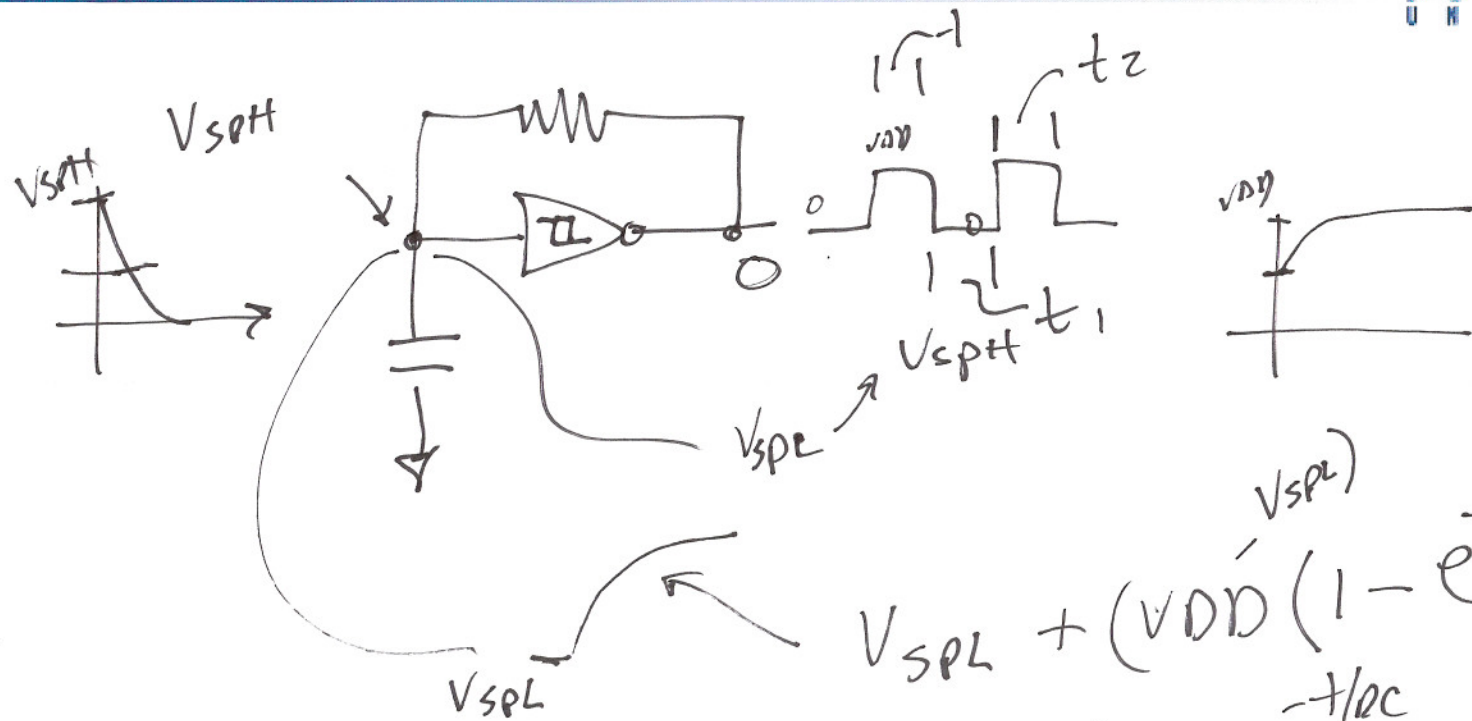 U N
t2
VSPH
VDD
VSPH
0
VDD
0
t1
VSPH
VSPL
VSPL)
VSPL + (VDD (1 - e
-t/RC
VSPL